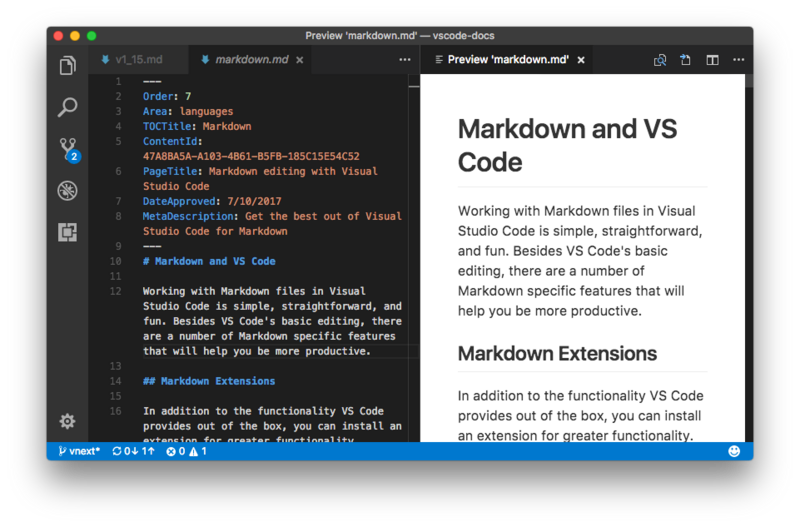 Preview 'markdown.md' — vscode-docs
v1_15.md
markdown.md
1 ---
2 Order: 7
3 Area: languages
4 TOCTitle: Markdown
5 ContentId:
47A8BA5A-A103-4B61-B5FB-185C15E54C52
6 PageTitle: Markdown editing with Visual
Studio Code
7 DateApproved: 7/10/2017
8 MetaDescription: Get the best out of Visual
Studio Code for Markdown
9 ---
10 # Markdown and VS Code
11
12 Working with Markdown files in Visual
Studio Code is simple, straightforward, and
fun. Besides VS Code's basic editing, there
are a number of Markdown specific features
that will help you be more productive.
13
14 ## Markdown Extensions
15
16 In addition to the functionality VS Code
provides out of the box, you can install an
extension for greater functionality.
Preview 'markdown.md'
Markdown and VS
Code
Working with Markdown files in Visual
Studio Code is simple, straightforward,
and fun. Besides VS Code's basic
editing, there are a number of
Markdown specific features that will
help you be more productive.
Markdown Extensions
In addition to the functionality VS Code
provides out of the box, you can install
an extension for greater functionality.
2
vnext* 0↓ 1↑ 0 1